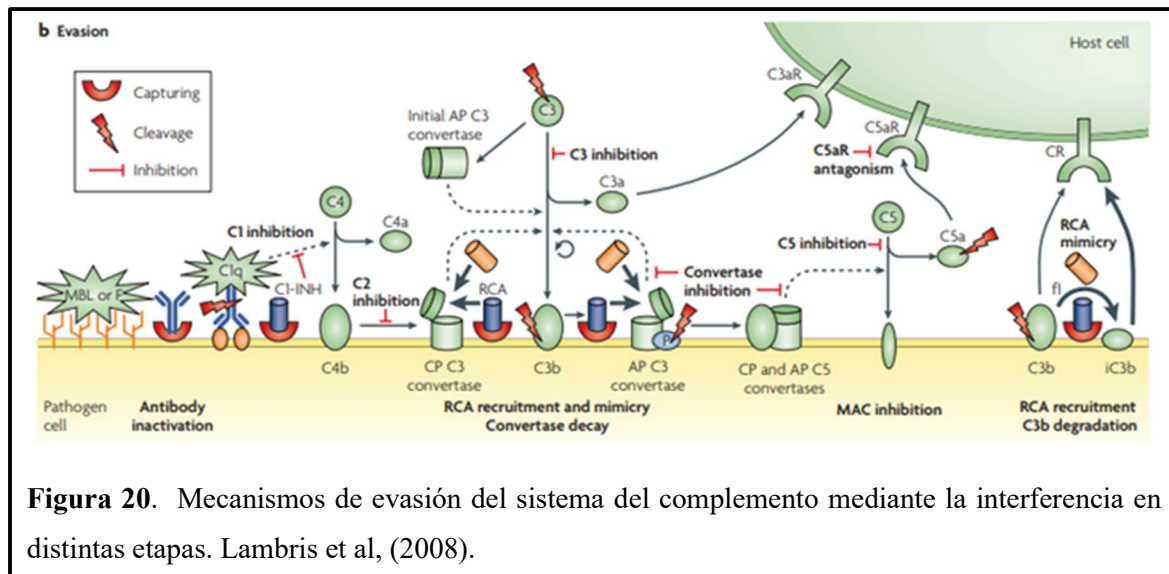 b Evasion
Host cell
Capturing
Cleavage
Inhibition
C3
C3aR
Initial AP C3
convertase
C5aR
C3 inhibition
C5aR
antagonism
CR
C3a
C4
C4a
C5
C1 inhibition
C5 inhibition
C5a
RCA
mimicry
C1q
MBL or F
C1-INH
C2
inhibition
RCA
Convertase
inhibition
fI
P
C4b
CP C3
convertase
C3b
AP C3
convertase
CP and AP C5
convertases
C3b
iC3b
Pathogen
cell
Antibody
inactivation
RCA recruitment and mimicry
Convertase decay
MAC inhibition
RCA recruitment
C3b degradation
Figura 20. Mecanismos de evasión del sistema del complemento mediante la interferencia en
distintas etapas. Lambris et al, (2008).